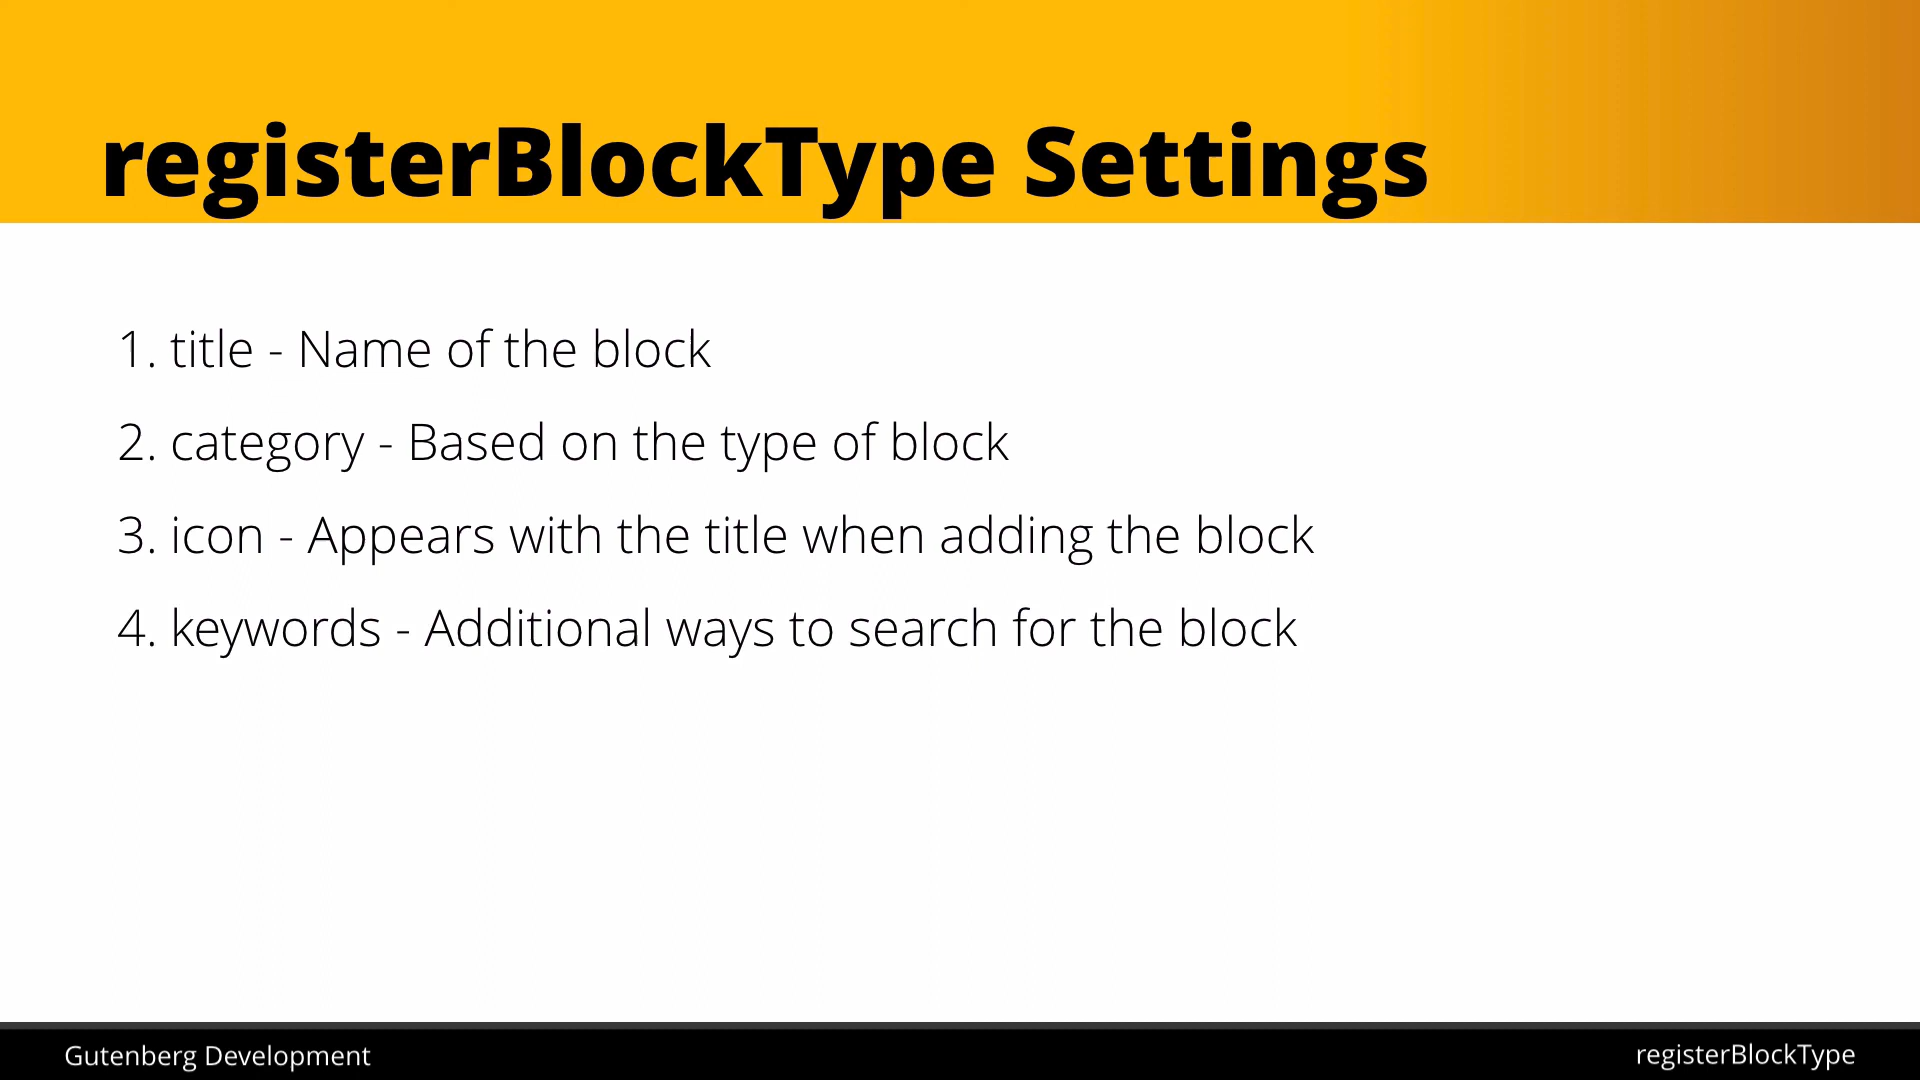 registerBlockType Settings
1. title - Name of the block
2. category - Based on the type of block
3. icon - Appears with the title when adding the block
4. keywords - Additional ways to search for the block
Gutenberg Development
registerBlockType